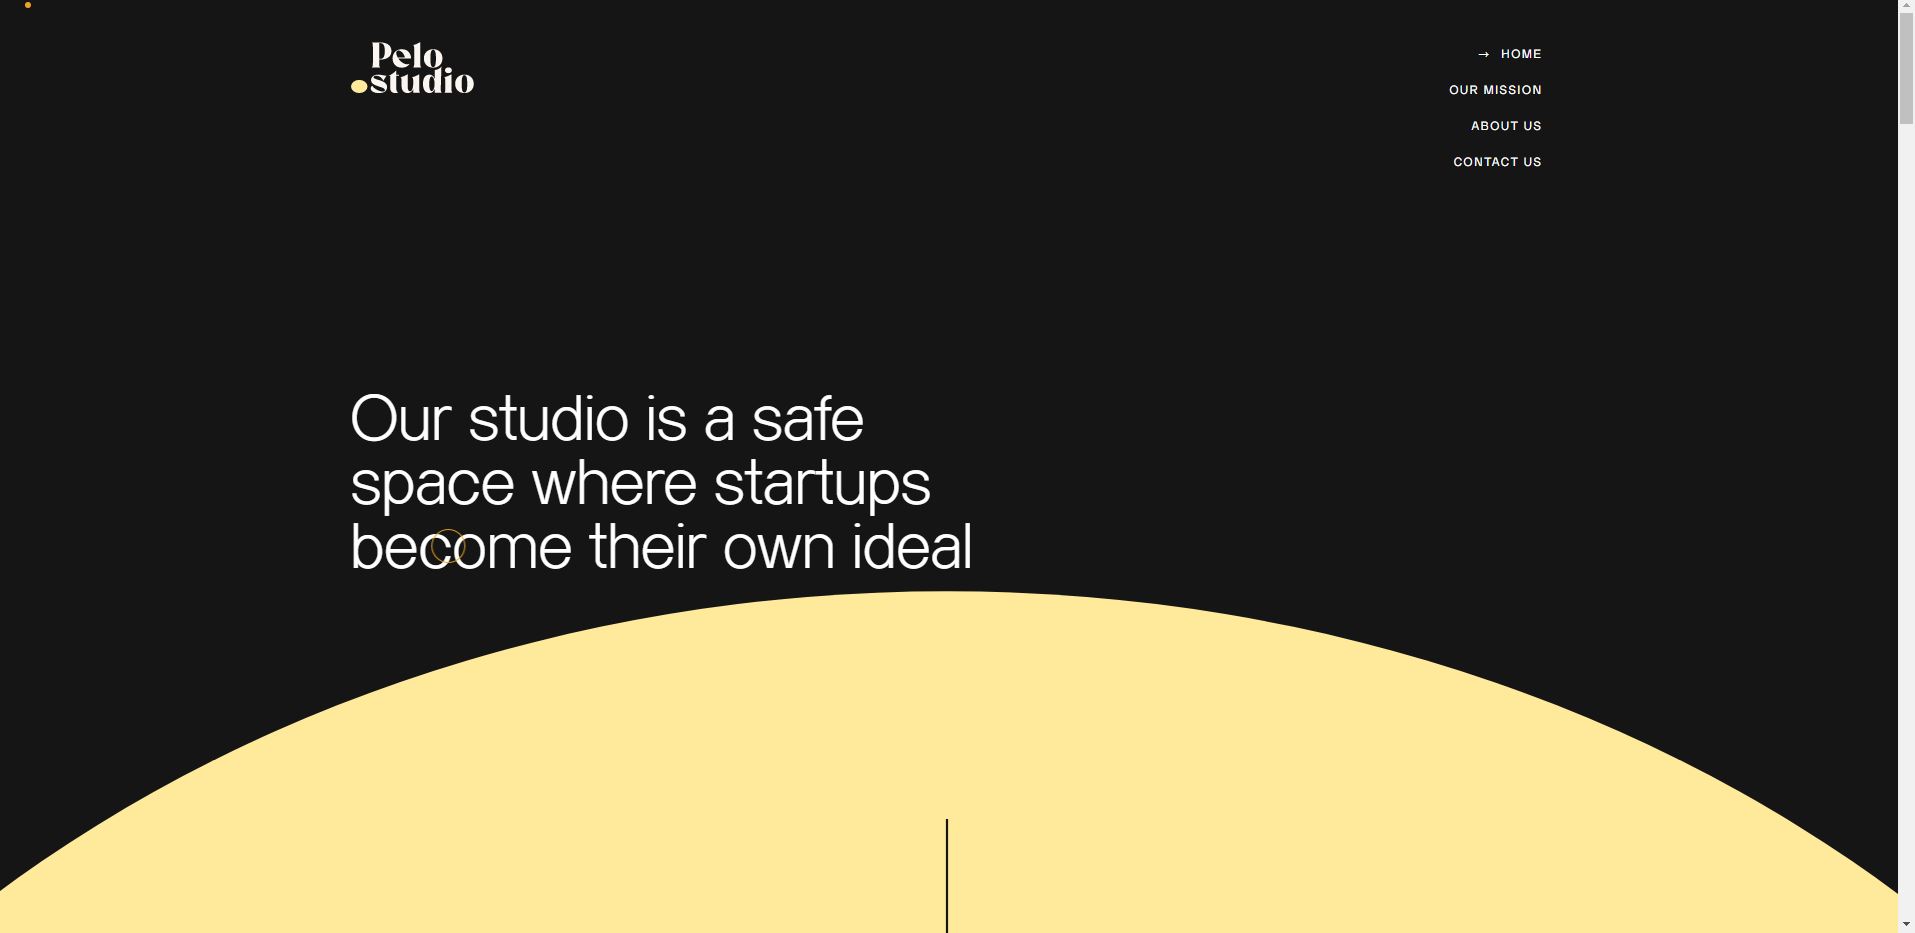 Pelo
studio
→ HOME
OUR MISSION
ABOUT US
CONTACT US
Our studio is a safe
space where startups
become their own ideal